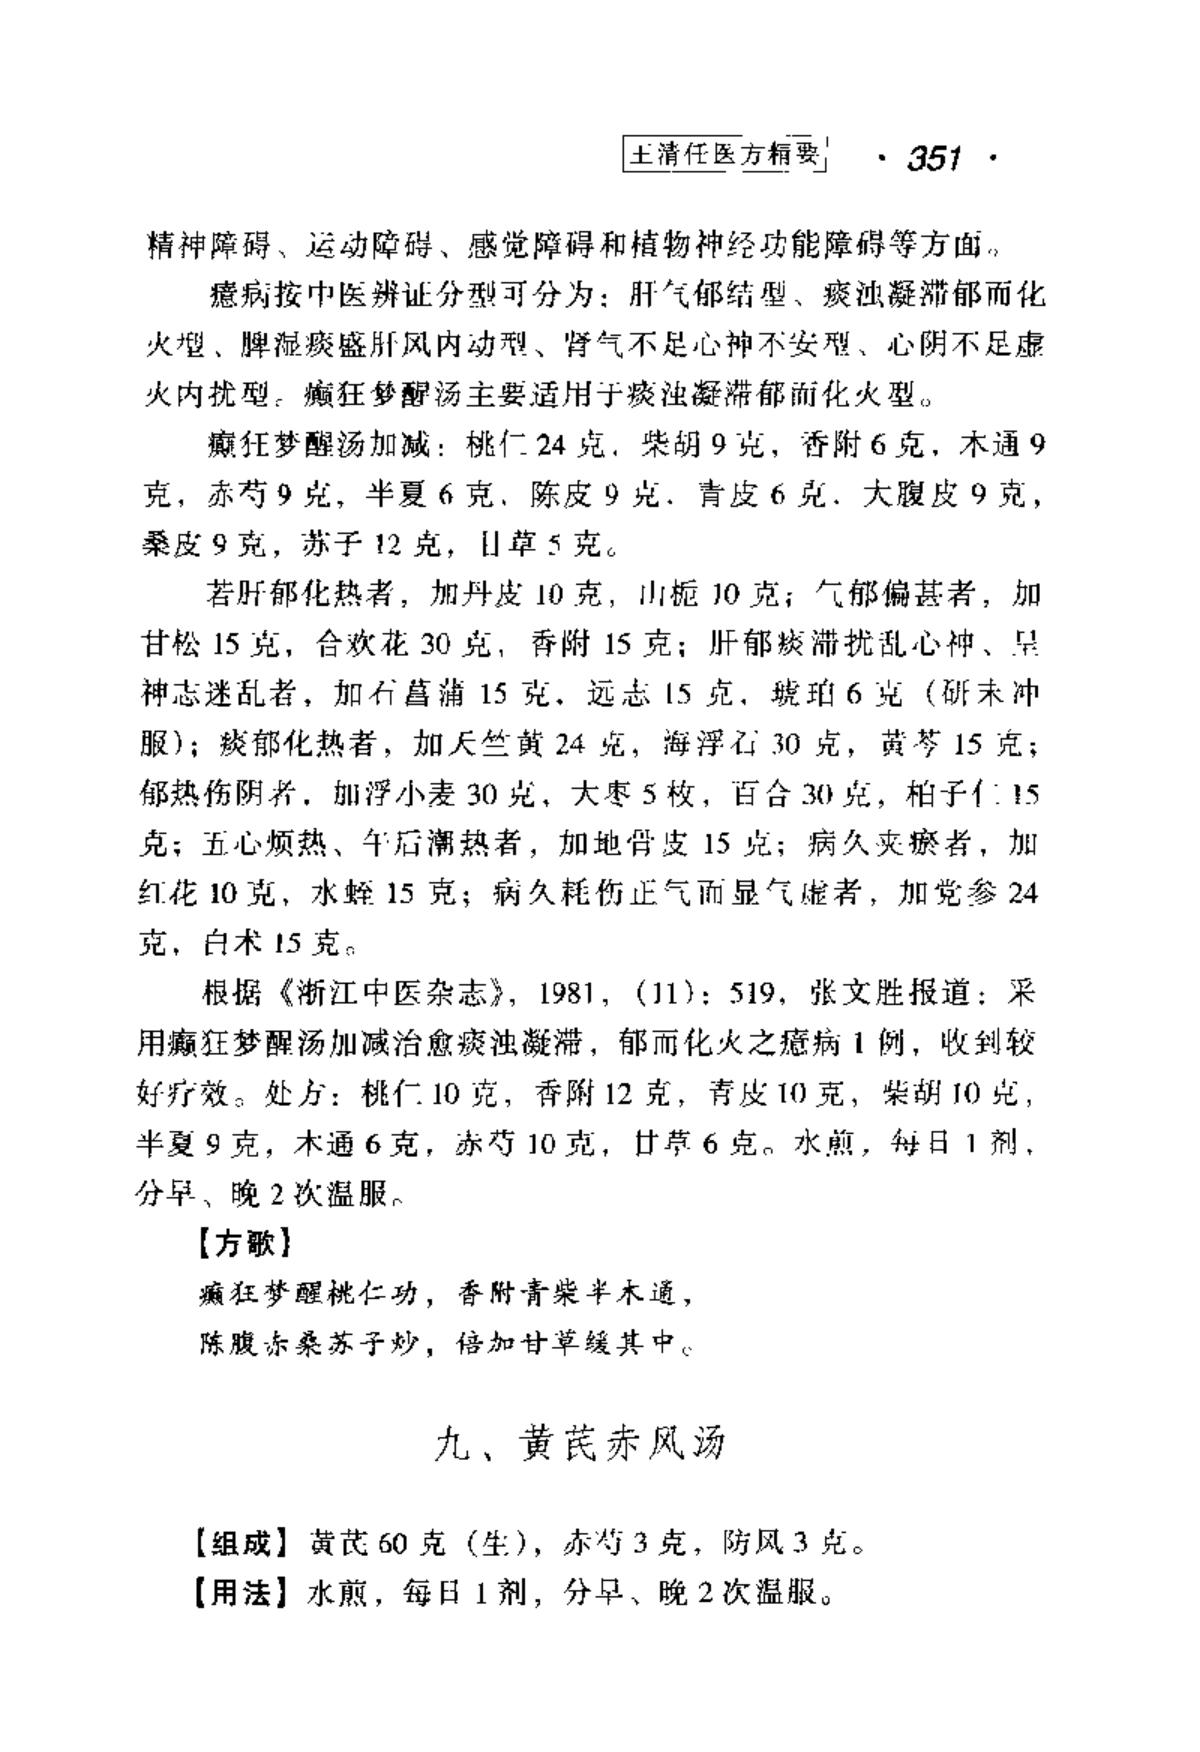 王清任医方精要 · 351 ·
精神障碍、运动障碍、感觉障碍和植物神经功能障碍等方面。
癔病按中医辨证分型可分为：肝气郁结型、痰浊凝滞郁而化
火型、脾湿痰盛肝风内动型、肾气不足心神不安型、心阴不足虚
火内扰型。癫狂梦醒汤主要适用于痰浊凝滞郁而化火型。
癫狂梦醒汤加减：桃仁 24 克，柴胡 9 克，香附 6 克，木通 9
克，赤芍 9 克，半夏 6 克，陈皮 9 克，青皮 6 克，大腹皮 9 克，
桑皮 9 克，苏子 12 克，甘草 5 克。
若肝郁化热者，加丹皮 10 克，山栀 10 克；气郁偏甚者，加
甘松 15 克，合欢花 30 克，香附 15 克；肝郁痰滞扰乱心神、呈
神志迷乱者，加石菖蒲 15 克，远志 15 克，琥珀 6 克（研末冲
服）；痰郁化热者，加天竺黄 24 克，海浮石 30 克，黄芩 15 克；
郁热伤阴者，加浮小麦 30 克，大枣 5 枚，百合 30 克，柏子仁 15
克；五心烦热、午后潮热者，加地骨皮 15 克；病久夹瘀者，加
红花 10 克，水蛭 15 克；病久耗伤正气而显气虚者，加党参 24
克，白术 15 克。
根据《浙江中医杂志》，1981，（11）：519，张文胜报道：采
用癫狂梦醒汤加减治愈痰浊凝滞，郁而化火之癔病 1 例，收到较
好疗效。处方：桃仁 10 克，香附 12 克，青皮 10 克，柴胡 10 克，
半夏 9 克，木通 6 克，赤芍 10 克，甘草 6 克。水煎，每日 1 剂，
分早、晚 2 次温服。
【方歌】
癫狂梦醒桃仁功，香附青柴半木通，
陈腹赤桑苏子炒，倍加甘草缓其中。
九、黄芪赤风汤
【组成】黄芪 60 克（生），赤芍 3 克，防风 3 克。
【用法】水煎，每日 1 剂，分早、晚 2 次温服。